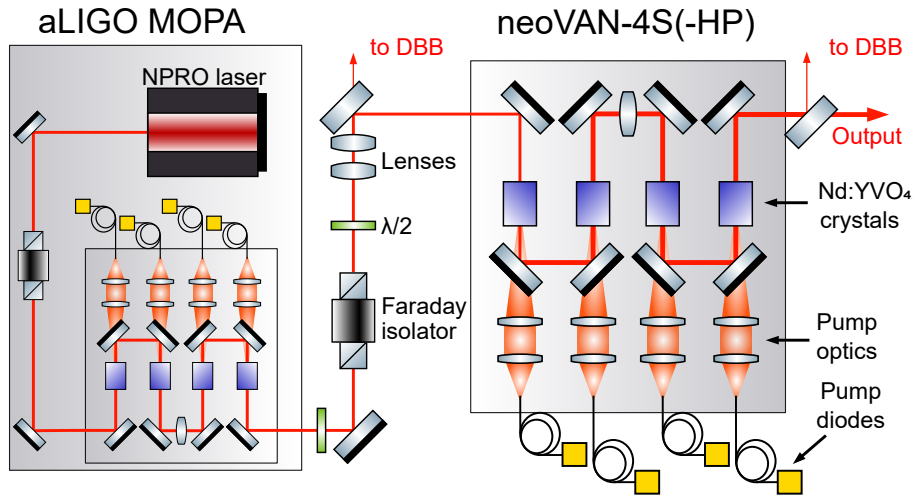 aLIGO MOPA
neoVAN-4S(-HP)
to DBB
to DBB
NPRO laser
Output
Lenses
Nd:YVO₄
crystals
λ/2
Faraday
isolator
Pump
optics
Pump
diodes